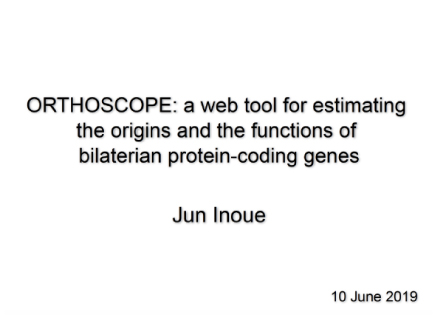 ORTHOSCOPE: a web tool for estimating
the origins and the functions of
bilaterian protein-coding genes
Jun Inoue
10 June 2019